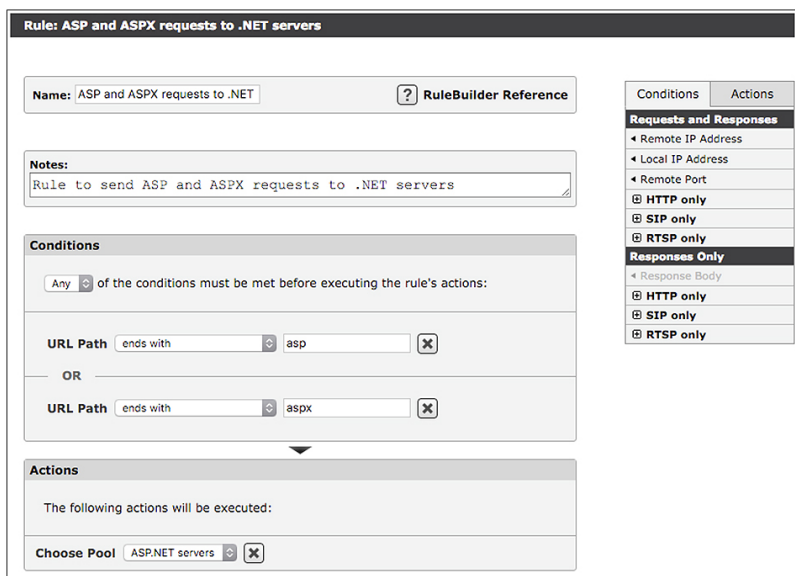 Rule: ASP and ASPX requests to .NET servers
Name: ASP and ASPX requests to .NET
? RuleBuilder Reference
Notes:
Rule to send ASP and ASPX requests to .NET servers
Conditions
Any of the conditions must be met before executing the rule's actions:
URL Path ends with asp
OR
URL Path ends with aspx
Actions
The following actions will be executed:
Choose Pool ASP.NET servers
Conditions Actions
Requests and Responses
Remote IP Address
Local IP Address
Remote Port
HTTP only
SIP only
RTSP only
Responses Only
Response Body
HTTP only
SIP only
RTSP only